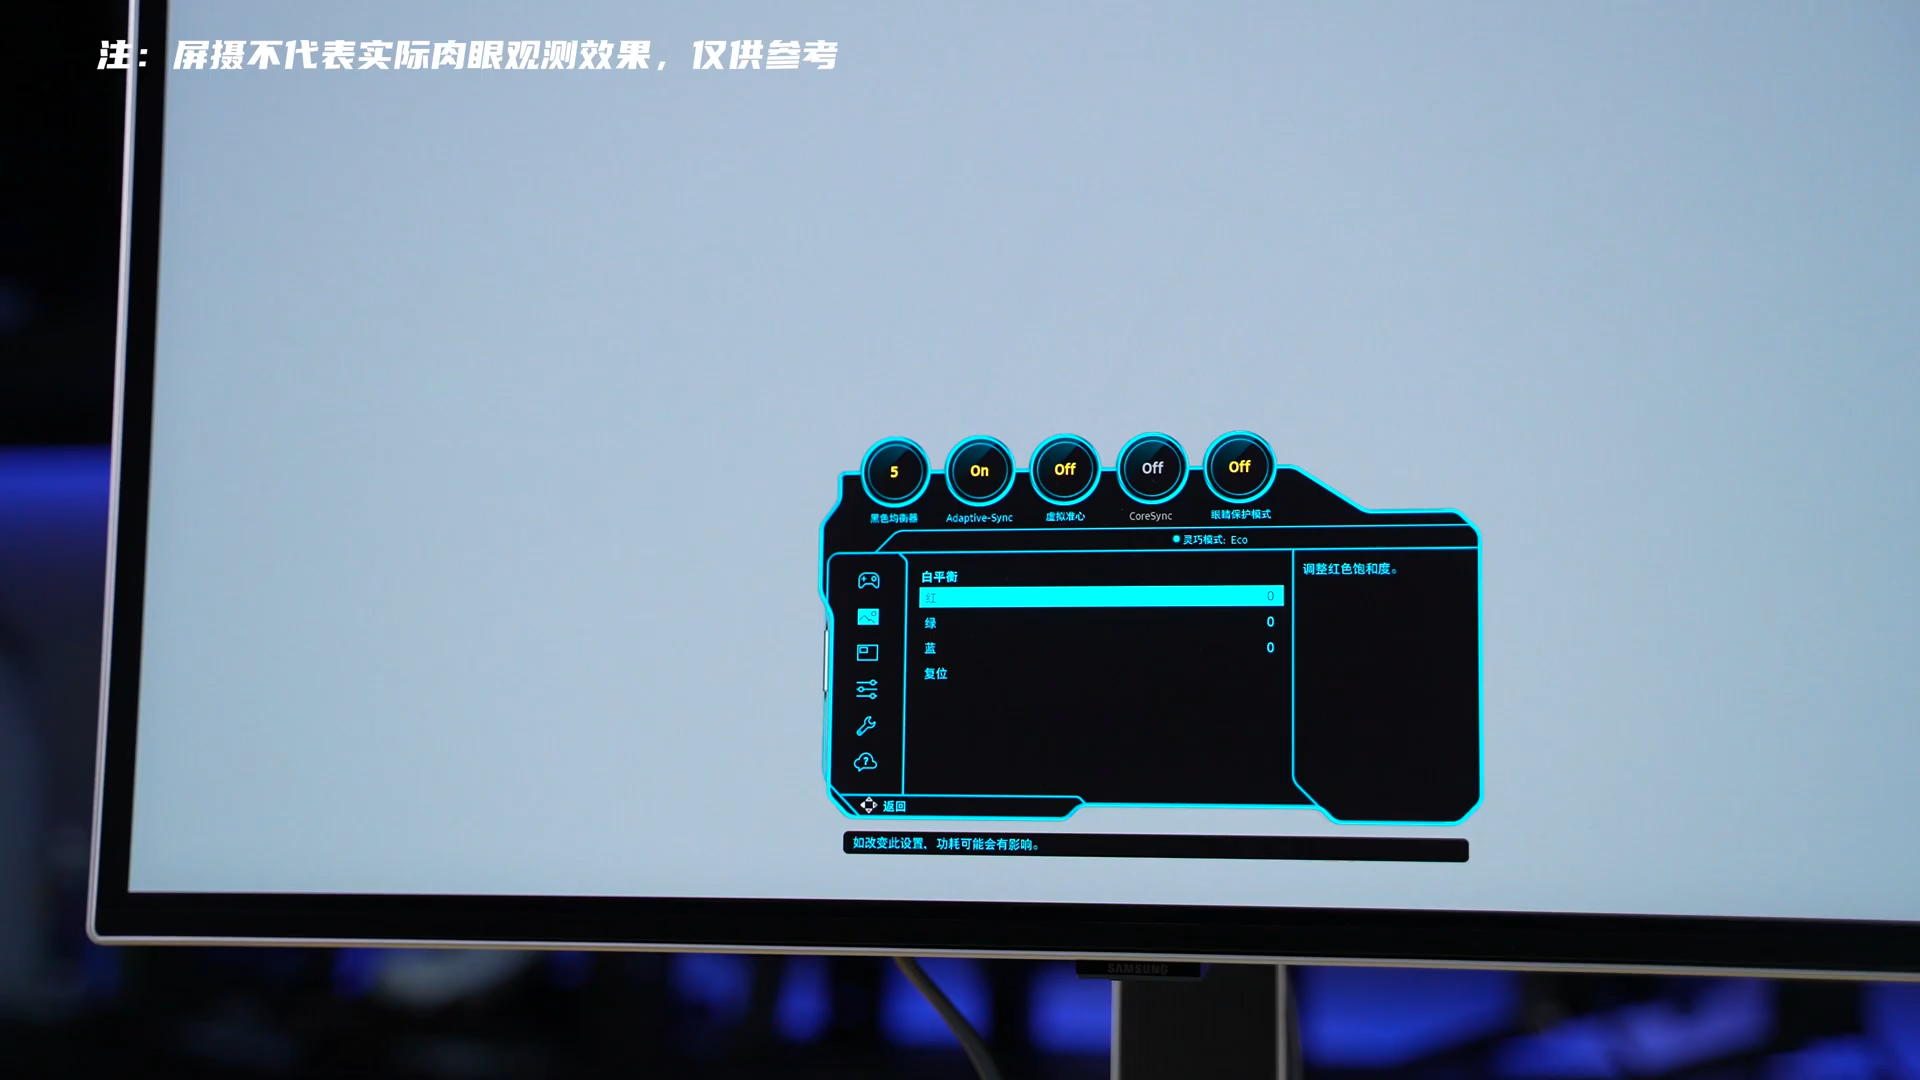 注：屏摄不代表实际肉眼观测效果，仅供参考
5
On
Off
Off
Off
黑色均衡器
Adaptive-Sync
虚拟准心
CoreSync
眼睛保护模式
灵巧模式: Eco
白平衡
红 0
绿 0
蓝 0
复位
调整红色饱和度。
返回
如改变此设置，功耗可能会有影响。
SAMSUNG